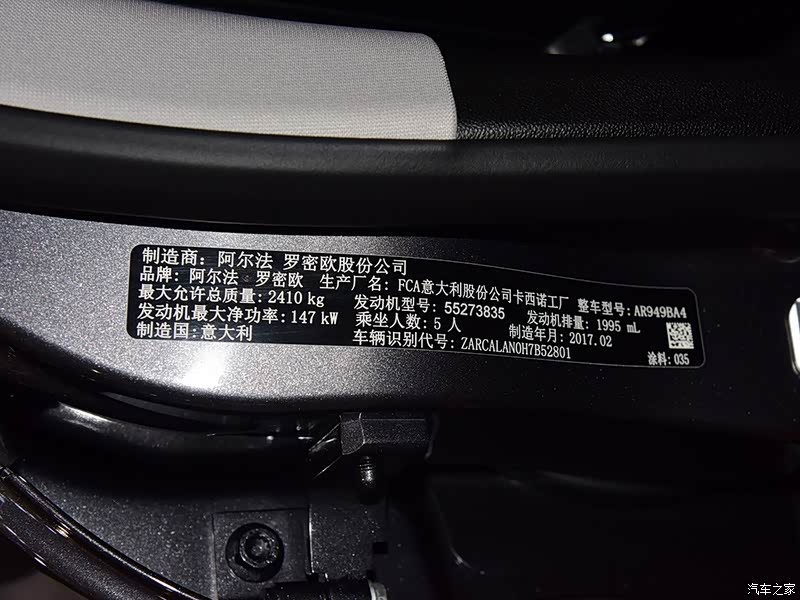 制造商: 阿尔法 罗密欧股份公司
品牌: 阿尔法 罗密欧 生产厂名: FCA意大利股份公司卡西诺工厂 整车型号: AR949BA4
最大允许总质量: 2410 kg 发动机型号: 55273835 发动机排量: 1995 mL
发动机最大净功率: 147 kW 乘坐人数: 5 人 制造年月: 2017.02
制造国: 意大利 车辆识别代号: ZARCALAN0H7B52801 涂料: 035
汽车之家